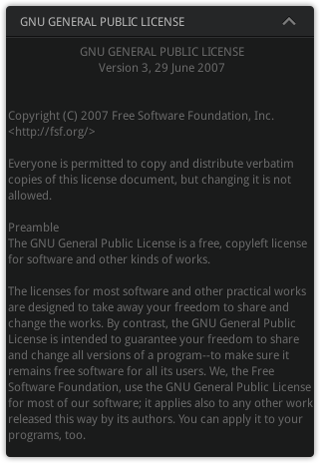 GNU GENERAL PUBLIC LICENSE
GNU GENERAL PUBLIC LICENSE
Version 3, 29 June 2007
Copyright (C) 2007 Free Software Foundation, Inc.
<http://fsf.org/>
Everyone is permitted to copy and distribute verbatim
copies of this license document, but changing it is not
allowed.
Preamble
The GNU General Public License is a free, copyleft license
for software and other kinds of works.
The licenses for most software and other practical works
are designed to take away your freedom to share and
change the works. By contrast, the GNU General Public
License is intended to guarantee your freedom to share
and change all versions of a program--to make sure it
remains free software for all its users. We, the Free
Software Foundation, use the GNU General Public License
for most of our software; it applies also to any other work
released this way by its authors. You can apply it to your
programs, too.